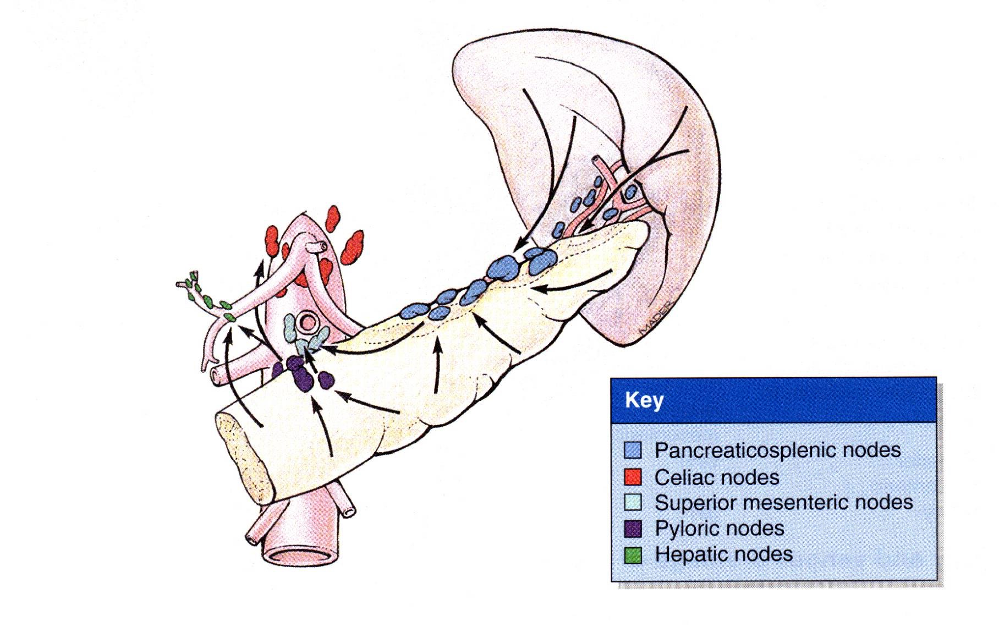 MADER
Key
Pancreaticosplenic nodes
Celiac nodes
Superior mesenteric nodes
Pyloric nodes
Hepatic nodes